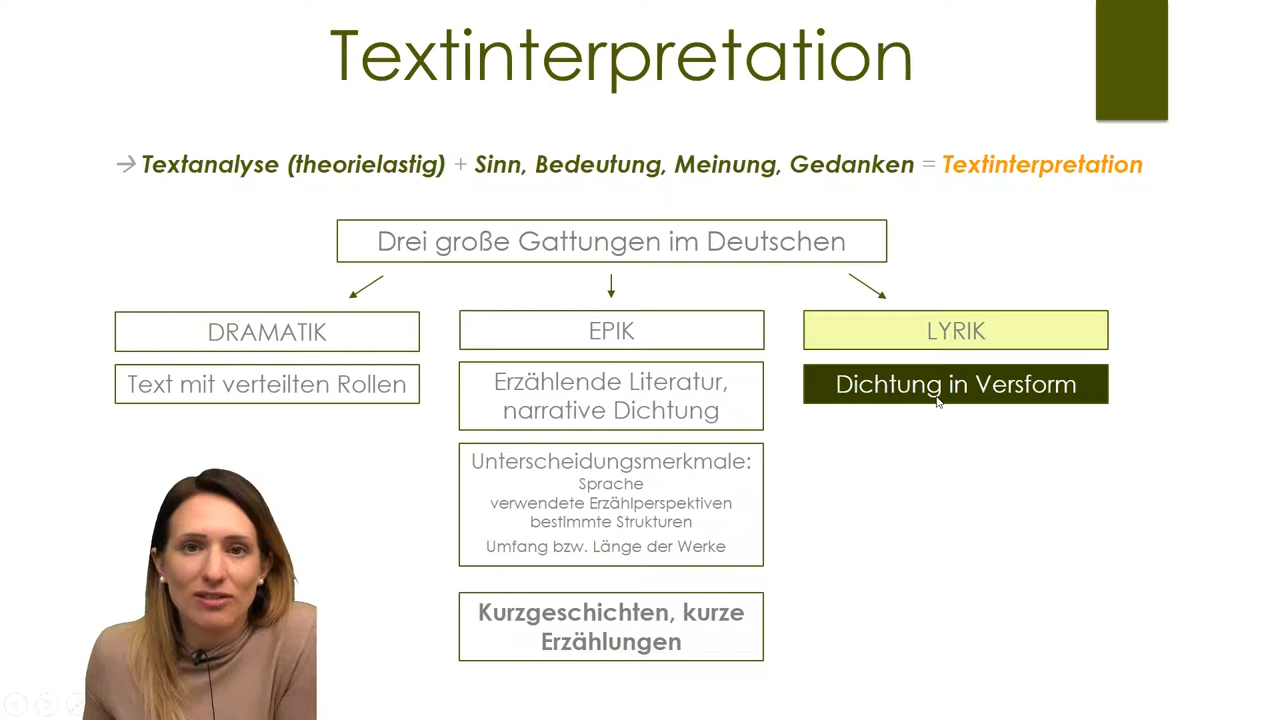 Textinterpretation
→ Textanalyse (theorielastig) + Sinn, Bedeutung, Meinung, Gedanken = Textinterpretation
Drei große Gattungen im Deutschen
DRAMATIK
Text mit verteilten Rollen
EPIK
Erzählende Literatur,
narrative Dichtung
Unterscheidungsmerkmale:
Sprache
verwendete Erzählperspektiven
bestimmte Strukturen
Umfang bzw. Länge der Werke
Kurzgeschichten, kurze
Erzählungen
LYRIK
Dichtung in Versform